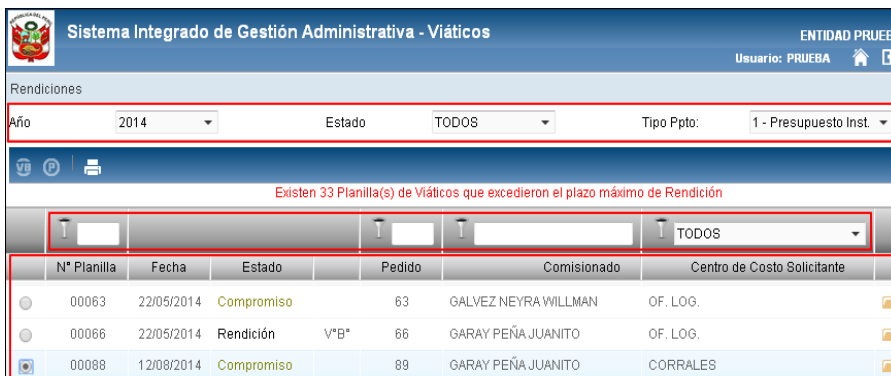 Sistema Integrado de Gestión Administrativa - Viáticos
ENTIDAD PRUEB
Usuario: PRUEBA
Rendiciones
Año 2014 Estado TODOS Tipo Ppto: 1 - Presupuesto Inst.
VB P
Existen 33 Planilla(s) de Viáticos que excedieron el plazo máximo de Rendición
TODOS
N° Planilla Fecha Estado Pedido Comisionado Centro de Costo Solicitante
00063 22/05/2014 Compromiso 63 GALVEZ NEYRA WILLMAN OF. LOG.
00066 22/05/2014 Rendición V°B° 66 GARAY PEÑA JUANITO OF. LOG.
00088 12/08/2014 Compromiso 89 GARAY PEÑA JUANITO CORRALES